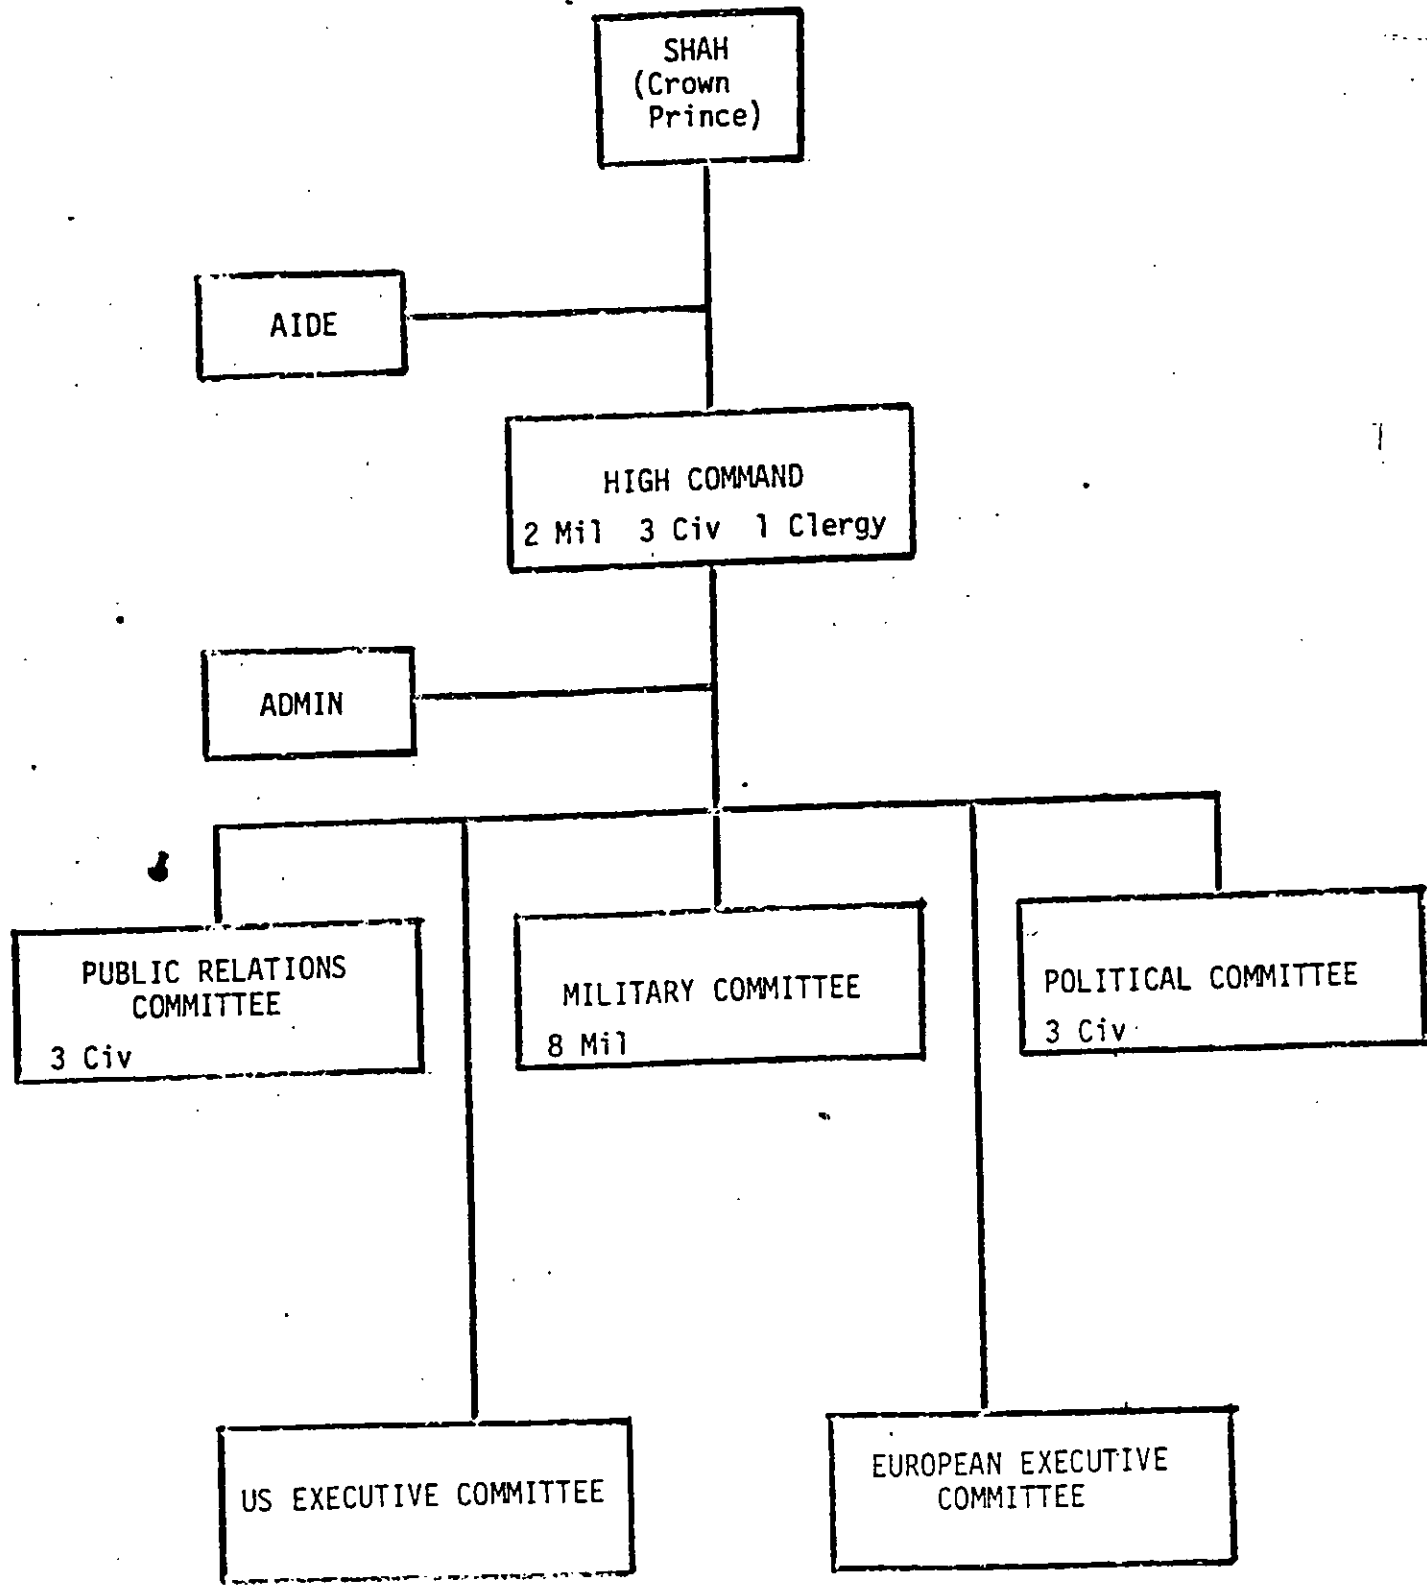 SHAH
(Crown
Prince)
AIDE
HIGH COMMAND
2 Mil 3 Civ 1 Clergy
ADMIN
PUBLIC RELATIONS
COMMITTEE
3 Civ
MILITARY COMMITTEE
8 Mil
POLITICAL COMMITTEE
3 Civ
US EXECUTIVE COMMITTEE
EUROPEAN EXECUTIVE
COMMITTEE